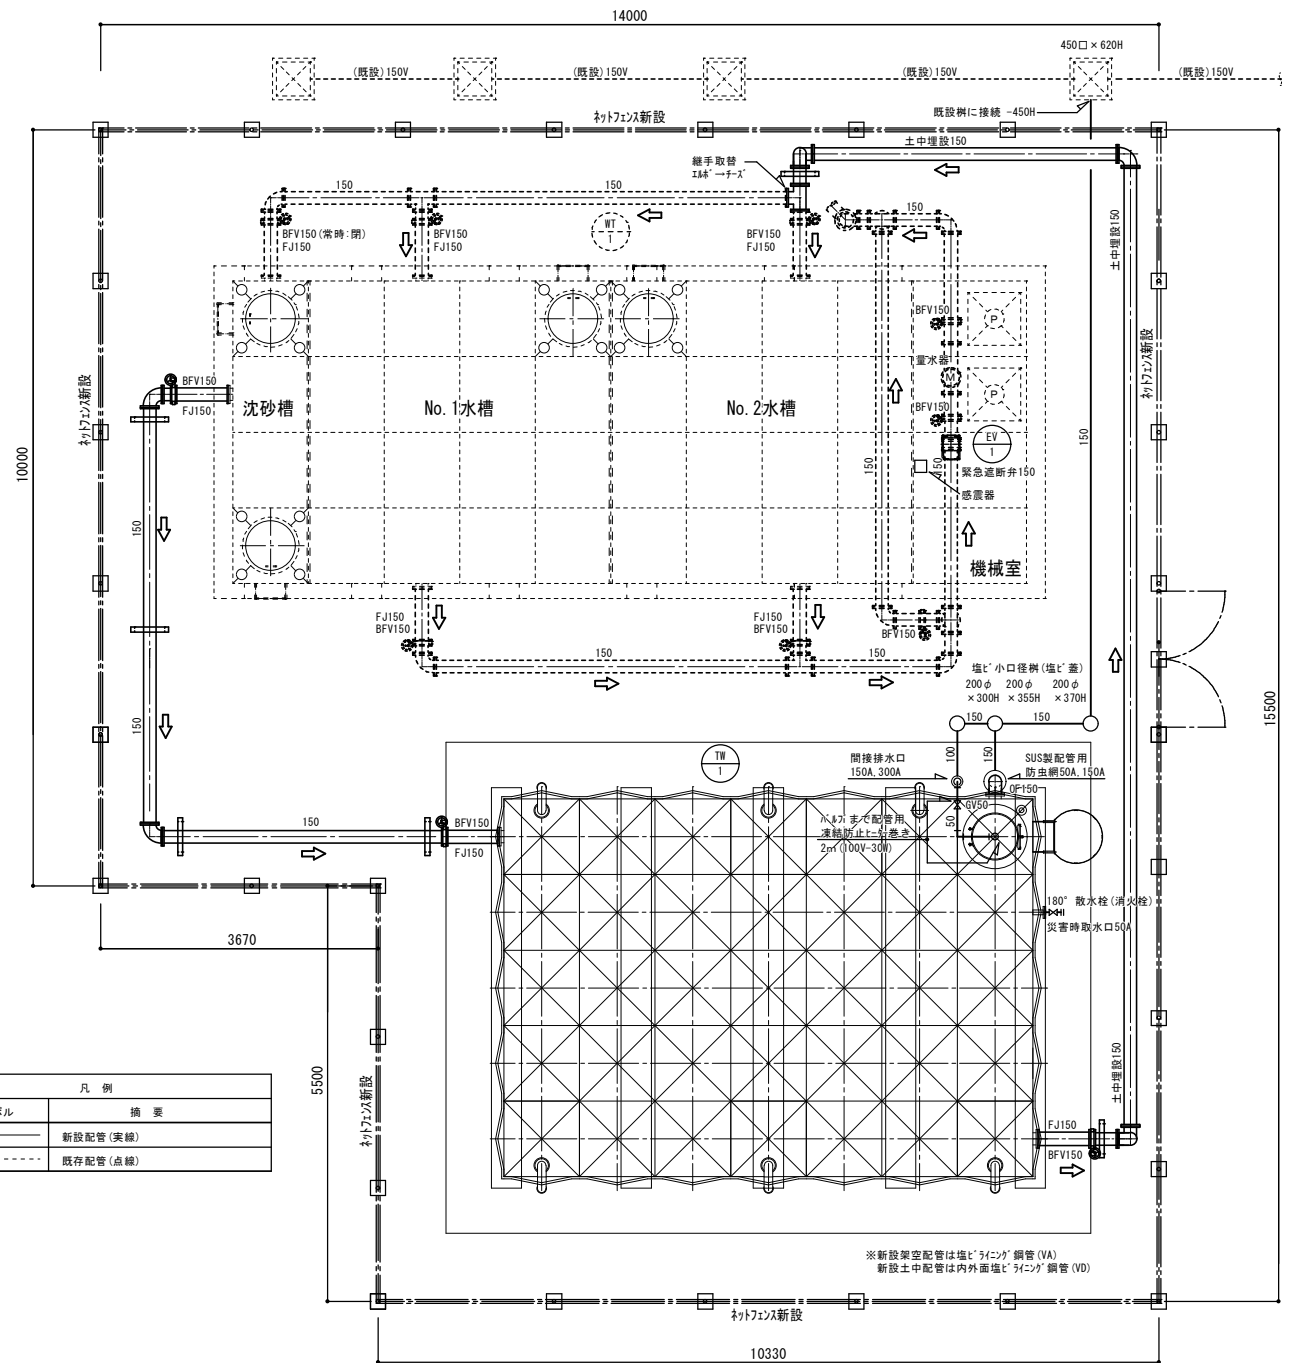 14000
450□×620H
(既設)150V
(既設)150V
(既設)150V
(既設)150V
既設桝に接続 -450H
ネットフェンス新設
土中埋設150
継手取替
エルボ→チーズ
150
150
150
WT
1
BFV150(常時:閉)
FJ150
BFV150
FJ150
BFV150
FJ150
土中埋設150
BFV150
P
ネットフェンス新設
量水器
M
P
BFV150
ネットフェンス新設
BFV150
FJ150
沈砂槽
No.1水槽
No.2水槽
EV
1
150
10000
150
150
緊急遮断弁150
感震器
150
機械室
FJ150
BFV150
FJ150
BFV150
BFV150
150
150
塩ビ小口径桝(塩ビ蓋)
200φ
×300H
200φ
×355H
200φ
×370H
15500
150
150
150
TW
1
間接排水口
150A,300A
100
150
SUS製配管用
防虫網50A,150A
OF150
GV50
50
バルブまで配管用
凍結防止ヒーター巻き
2m(100V-30W)
150
BFV150
FJ150
180° 散水栓(消火栓)
災害時取水口50A
3670
5500
ネットフェンス新設
土中埋設150
凡 例
ボル
摘 要
新設配管(実線)
既存配管(点線)
FJ150
BFV150
※新設架空配管は塩ビライニング鋼管(VA)
新設土中配管は内外面塩ビライニング鋼管(VD)
ネットフェンス新設
10330